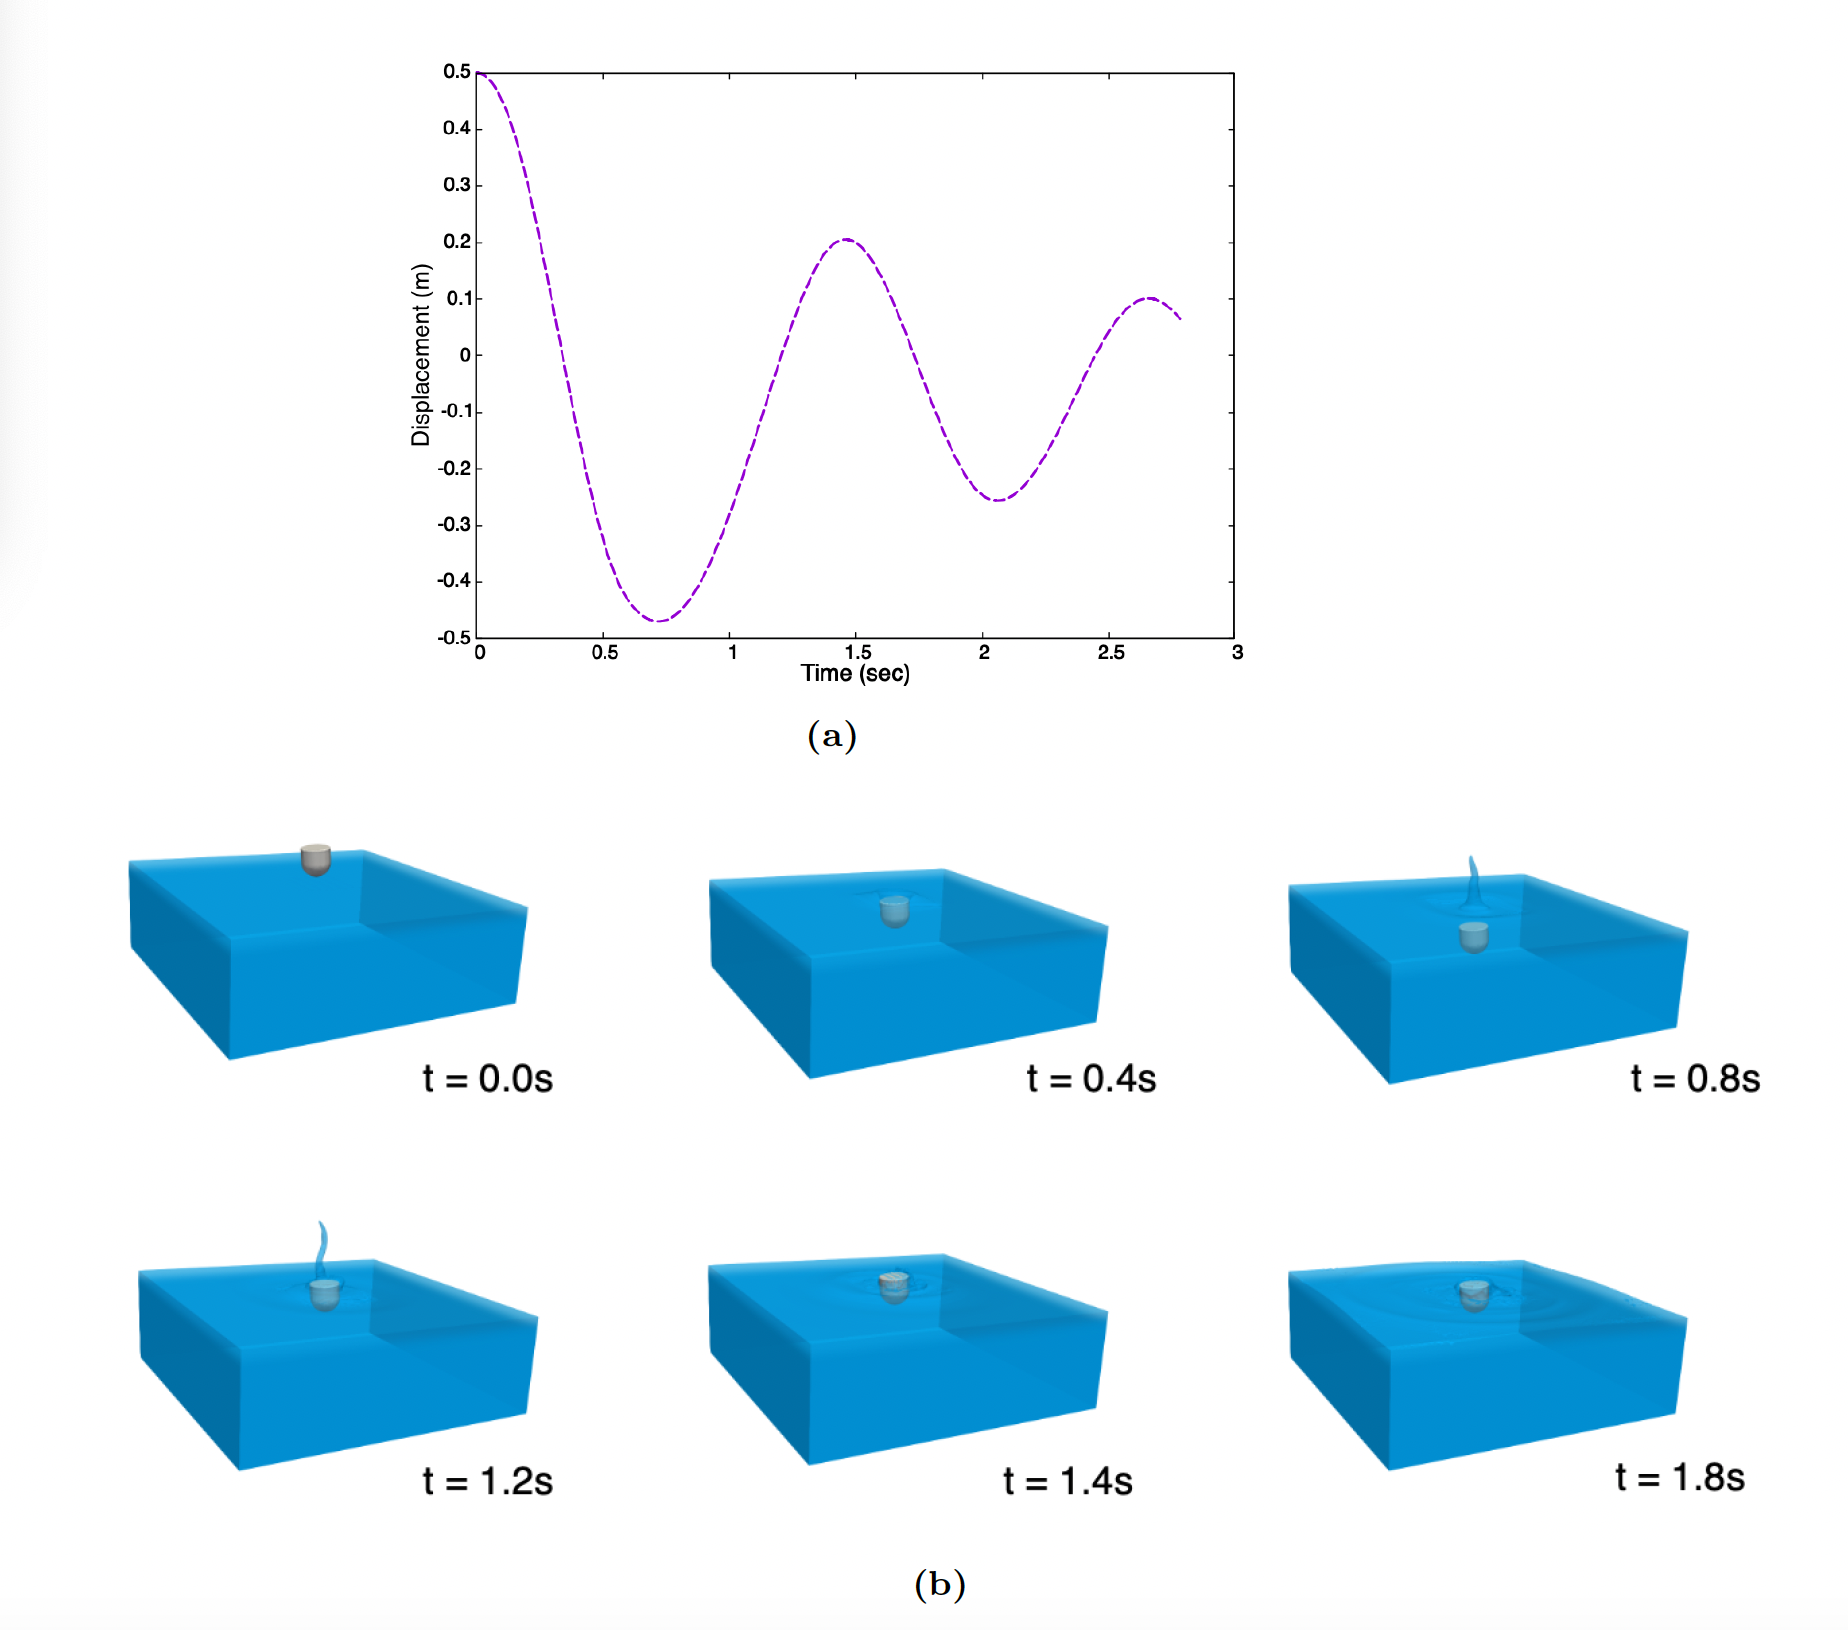 0.5
0.4
0.3
0.2
0.1
0
-0.1
-0.2
-0.3
-0.4
-0.5
Displacement (m)
0 0.5 1 1.5 2 2.5 3
Time (sec)
(a)
t = 0.0s t = 0.4s t = 0.8s
t = 1.2s t = 1.4s t = 1.8s
(b)